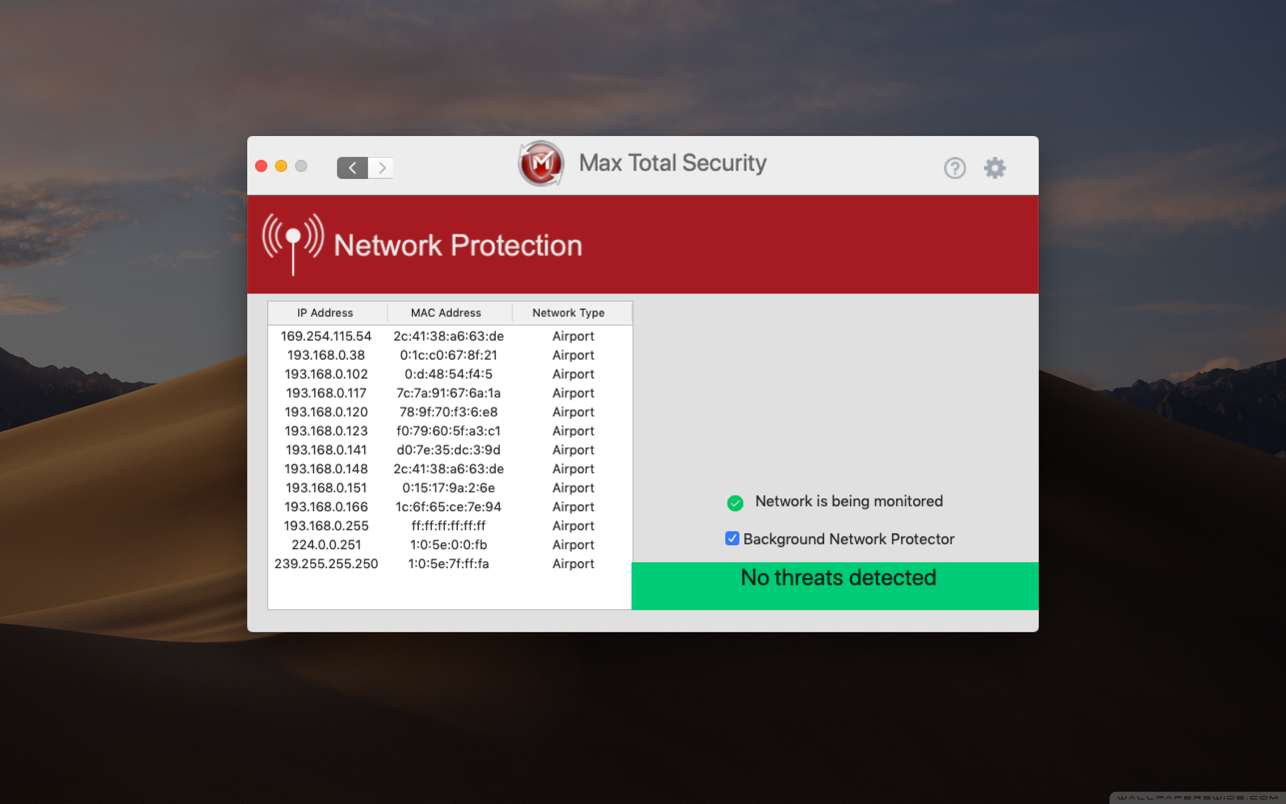 Max Total Security
?
Network Protection
IP Address MAC Address Network Type
169.254.115.54 2c:41:38:a6:63:de Airport
193.168.0.38 0:1c:c0:67:8f:21 Airport
193.168.0.102 0:d:48:54:f4:5 Airport
193.168.0.117 7c:7a:91:67:6a:1a Airport
193.168.0.120 78:9f:70:f3:6:e8 Airport
193.168.0.123 f0:79:60:5f:a3:c1 Airport
193.168.0.141 d0:7e:35:dc:3:9d Airport
193.168.0.148 2c:41:38:a6:63:de Airport
193.168.0.151 0:15:17:9a:2:6e Airport
193.168.0.166 1c:6f:65:ce:7e:94 Airport
193.168.0.255 ff:ff:ff:ff:ff:ff Airport
224.0.0.251 1:0:5e:0:0:fb Airport
239.255.255.250 1:0:5e:7f:ff:fa Airport
Network is being monitored
Background Network Protector
No threats detected
WALLPAPERSWIDE.COM